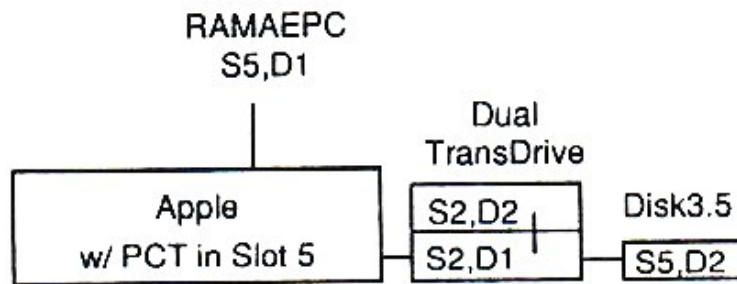 RAMAEPC
S5,D1
Dual
TransDrive
Apple
w/ PCT in Slot 5
S2,D2
S2,D1
Disk3.5
S5,D2